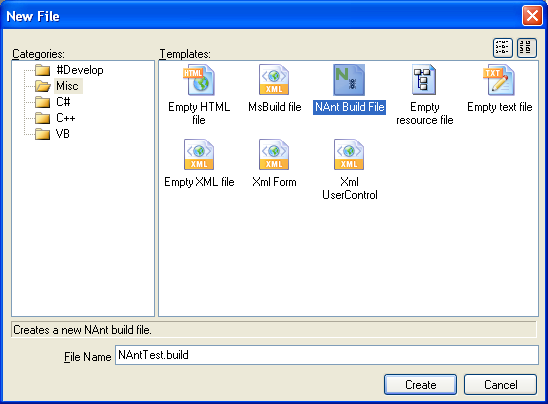 New File
Categories:
Templates:
#Develop
Misc
C#
C++
VB
HTML
XML
N
TXT
Empty HTML
file
MsBuild file
NAnt Build File
Empty
resource file
Empty text file
XML
XML
XML
Empty XML file
Xml Form
Xml
UserControl
Creates a new NAnt build file.
File Name
NAntTest.build
Create
Cancel